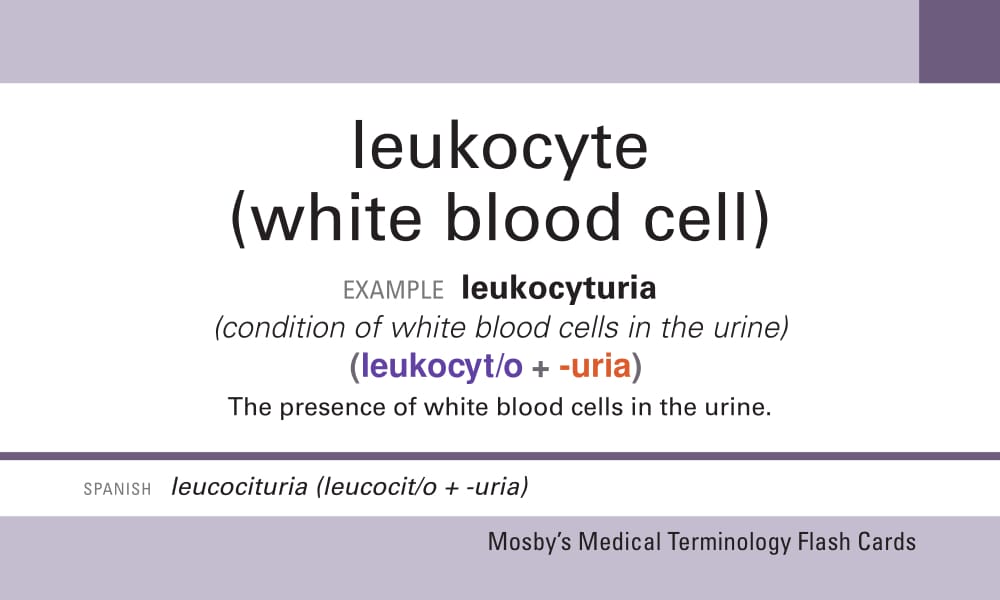 leukocyte
(white blood cell)
EXAMPLE leukocyturia
(condition of white blood cells in the urine)
(leukocyt/o + -uria)
The presence of white blood cells in the urine.
SPANISH leucocituria (leucocit/o + -uria)
Mosby's Medical Terminology Flash Cards